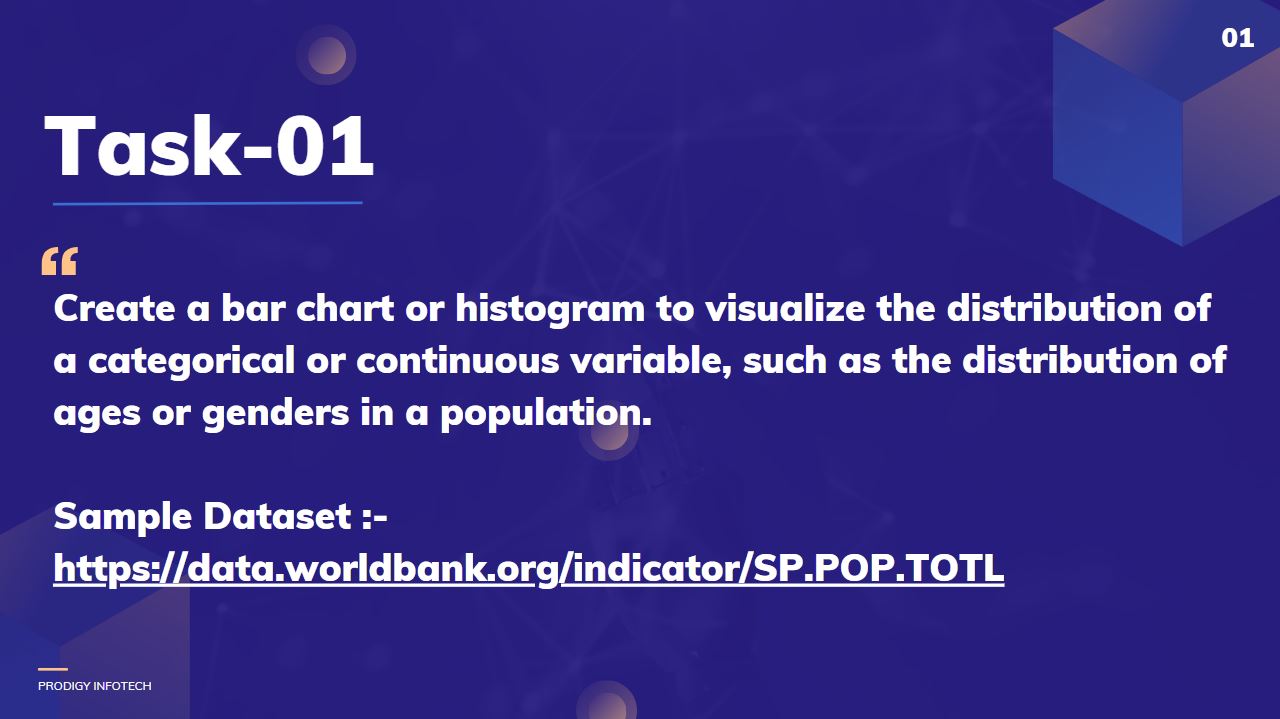 01
Task-01
“
Create a bar chart or histogram to visualize the distribution of
a categorical or continuous variable, such as the distribution of
ages or genders in a population.
Sample Dataset :-
https://data.worldbank.org/indicator/SP.POP.TOTL
PRODIGY INFOTECH